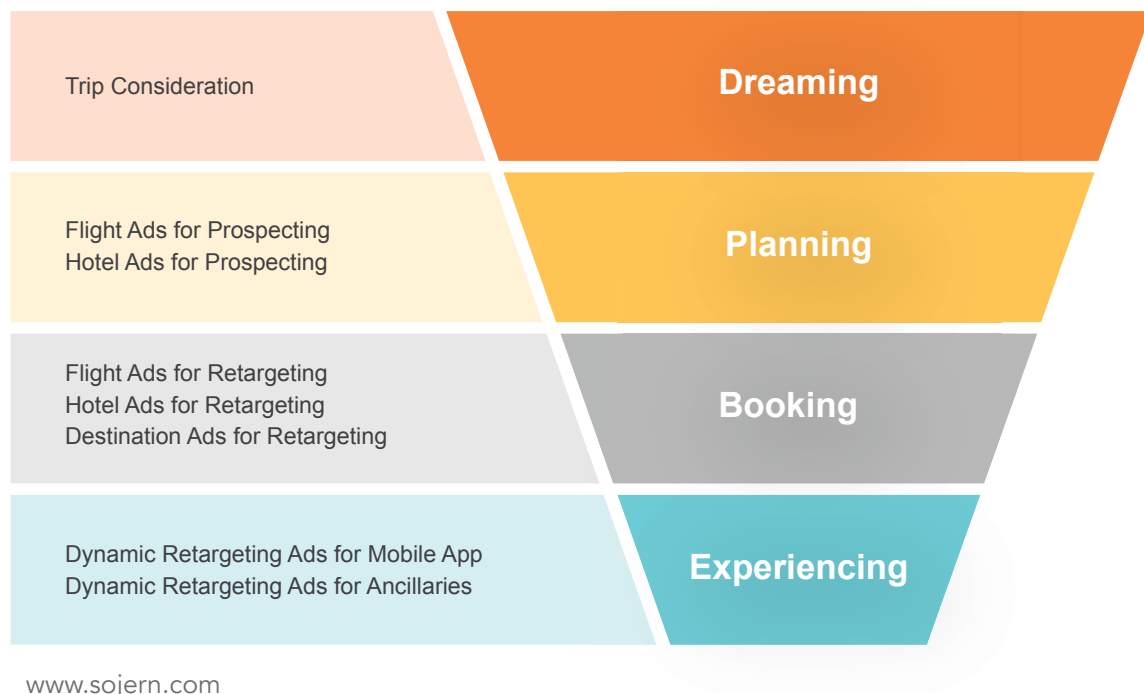 Trip Consideration
Dreaming
Flight Ads for Prospecting
Hotel Ads for Prospecting
Planning
Flight Ads for Retargeting
Hotel Ads for Retargeting
Destination Ads for Retargeting
Booking
Dynamic Retargeting Ads for Mobile App
Dynamic Retargeting Ads for Ancillaries
Experiencing
www.sojern.com